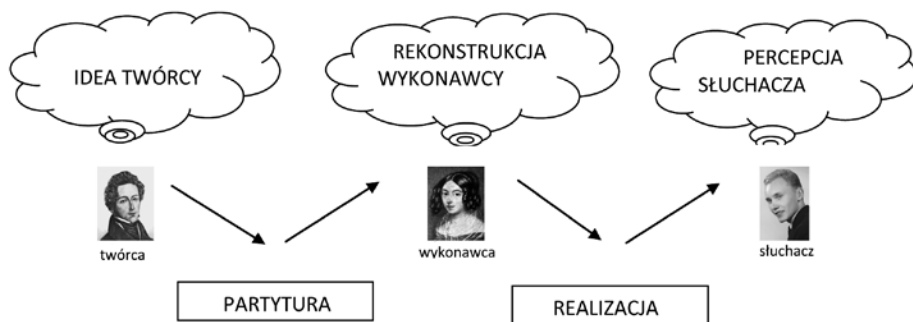 IDEA TWÓRCY
REKONSTRUKCJA
WYKONAWCY
PERCEPCJA
SŁUCHACZA
twórca
wykonawca
słuchacz
PARTYTURA
REALIZACJA